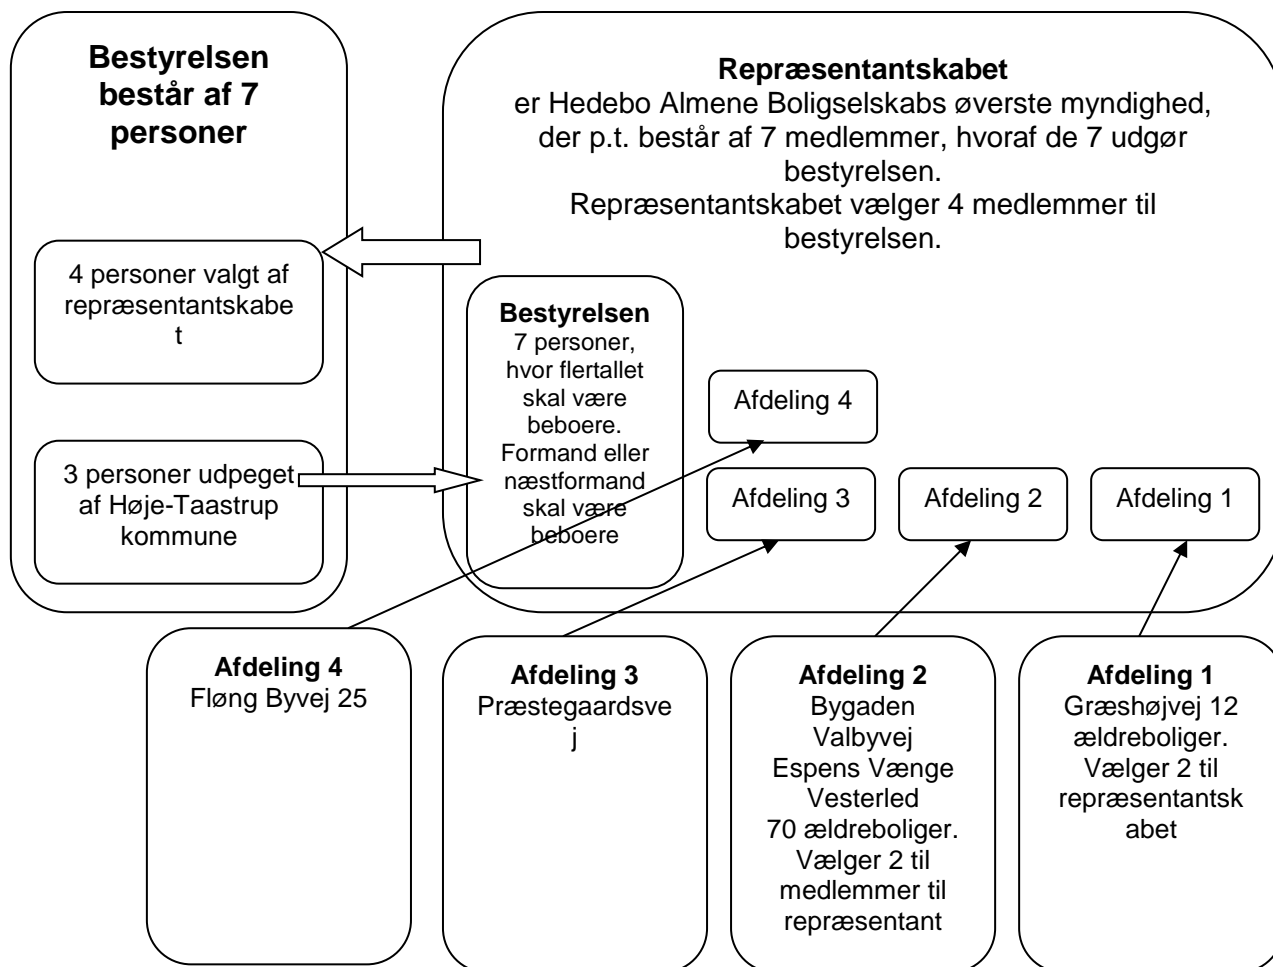 Bestyrelsen
består af 7
personer
4 personer valgt af
repræsentantskabe
t
3 personer udpeget
af Høje-Taastrup
kommune
Repræsentantskabet
er Hedebo Almene Boligselskabs øverste myndighed,
der p.t. består af 7 medlemmer, hvoraf de 7 udgør
bestyrelsen.
Repræsentantskabet vælger 4 medlemmer til
bestyrelsen.
Bestyrelsen
7 personer,
hvor flertallet
skal være
beboere.
Formand eller
næstformand
skal være
beboere
Afdeling 4
Afdeling 3
Afdeling 2
Afdeling 1
Afdeling 4
Fløng Byvej 25
Afdeling 3
Præstegaardsve
j
Afdeling 2
Bygaden
Valbyvej
Espens Vænge
Vesterled
70 ældreboliger.
Vælger 2 til
medlemmer til
repræsentant
Afdeling 1
Græshøjvej 12
ældreboliger.
Vælger 2 til
repræsentantsk
abet